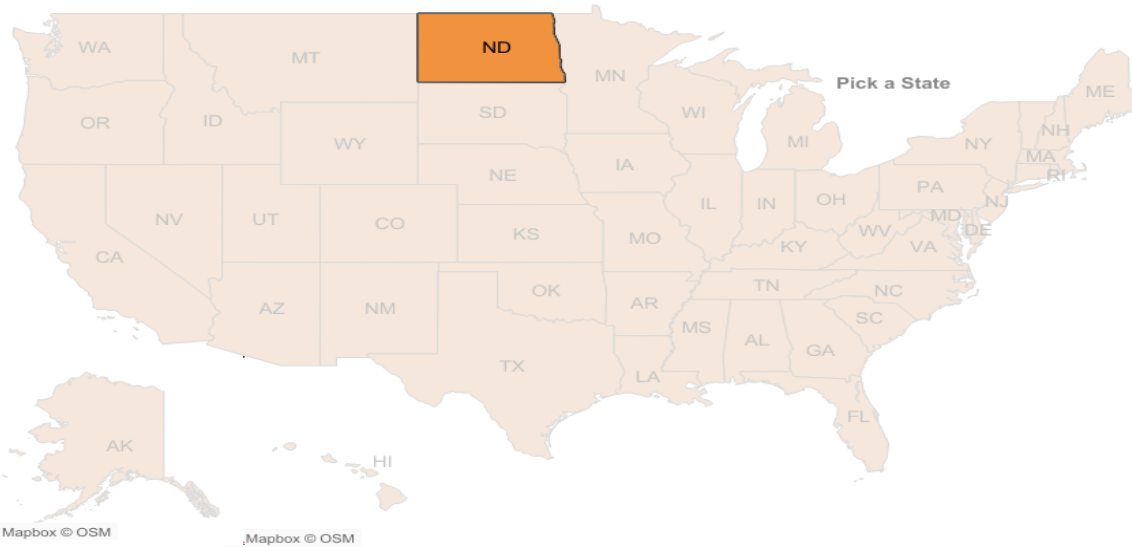 ND
WA
MT
MN
Pick a State
ME
OR
ID
SD
WI
NH
WY
MI
NY
MA
IA
NE
PA
RI
NV
UT
CO
IL
IN
OH
NJ
MD
KS
MO
WV
DE
CA
KY
VA
AZ
NM
OK
AR
TN
NC
MS
AL
SC
GA
TX
LA
FL
AK
HI
Mapbox © OSM
Mapbox © OSM